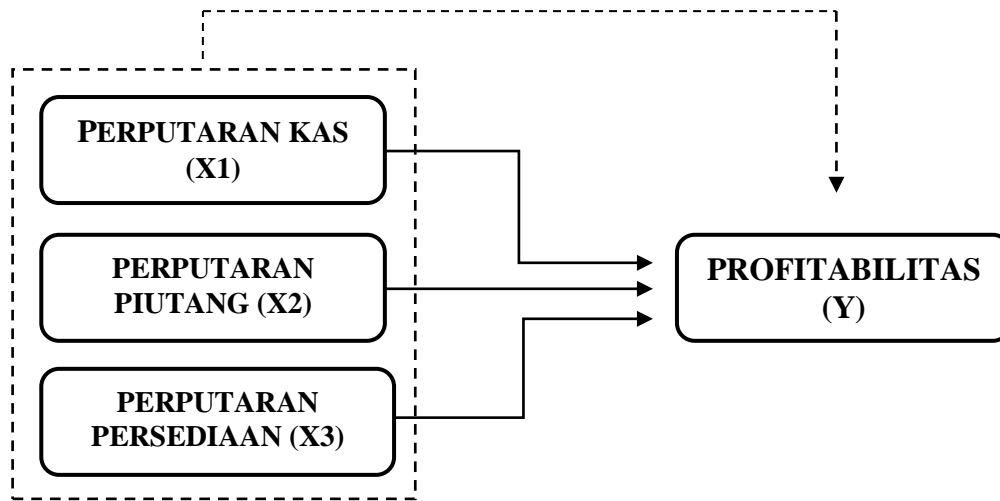 PERPUTARAN KAS
(X1)
PERPUTARAN
PIUTANG (X2)
PERPUTARAN
PERSEDIAAN (X3)
PROFITABILITAS
(Y)